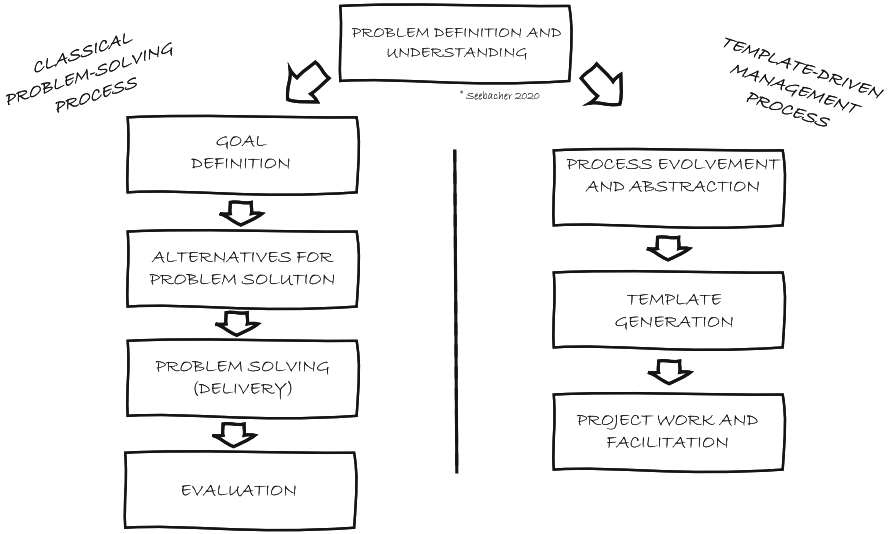 PROBLEM DEFINITION AND
UNDERSTANDING
* Seebacher 2020
CLASSICAL
PROBLEM-SOLVING
PROCESS
GOAL
DEFINITION
ALTERNATIVES FOR
PROBLEM SOLUTION
PROBLEM SOLVING
(DELIVERY)
EVALUATION
TEMPLATE-DRIVEN
MANAGEMENT
PROCESS
PROCESS EVOLVEMENT
AND ABSTRACTION
TEMPLATE
GENERATION
PROJECT WORK AND
FACILITATION